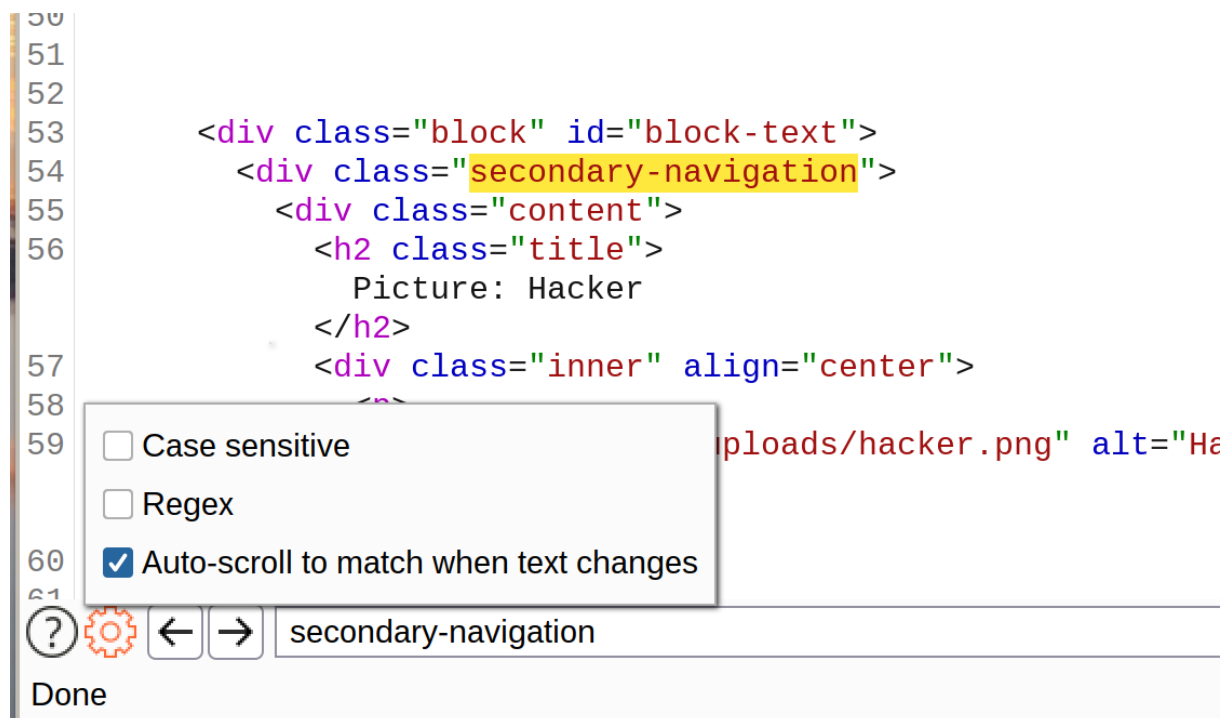 50
51
52
53 <div class="block" id="block-text">
54 <div class="secondary-navigation">
55 <div class="content">
56 <h2 class="title">
Picture: Hacker
</h2>
57 <div class="inner" align="center">
58 <p>
59 uploads/hacker.png" alt="Ha
Case sensitive
Regex
60
Auto-scroll to match when text changes
61
? ← → secondary-navigation
Done